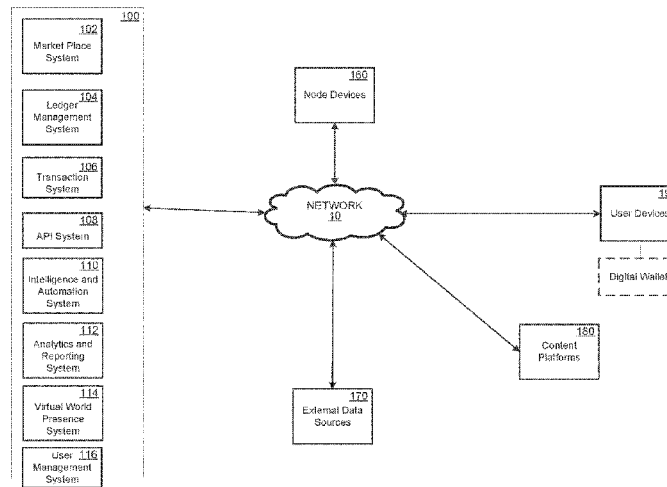 100
102
Market Place
System
104
Ledger
Management
System
106
Transaction
System
108
API System
110
Intelligence and
Automation
System
112
Analytics and
Reporting
System
114
Virtual World
Presence
System
User 116
Management
System
160
Node Devices
NETWORK
10
170
External Data
Sources
180
Content
Platforms
User Devices
Digital Wallet